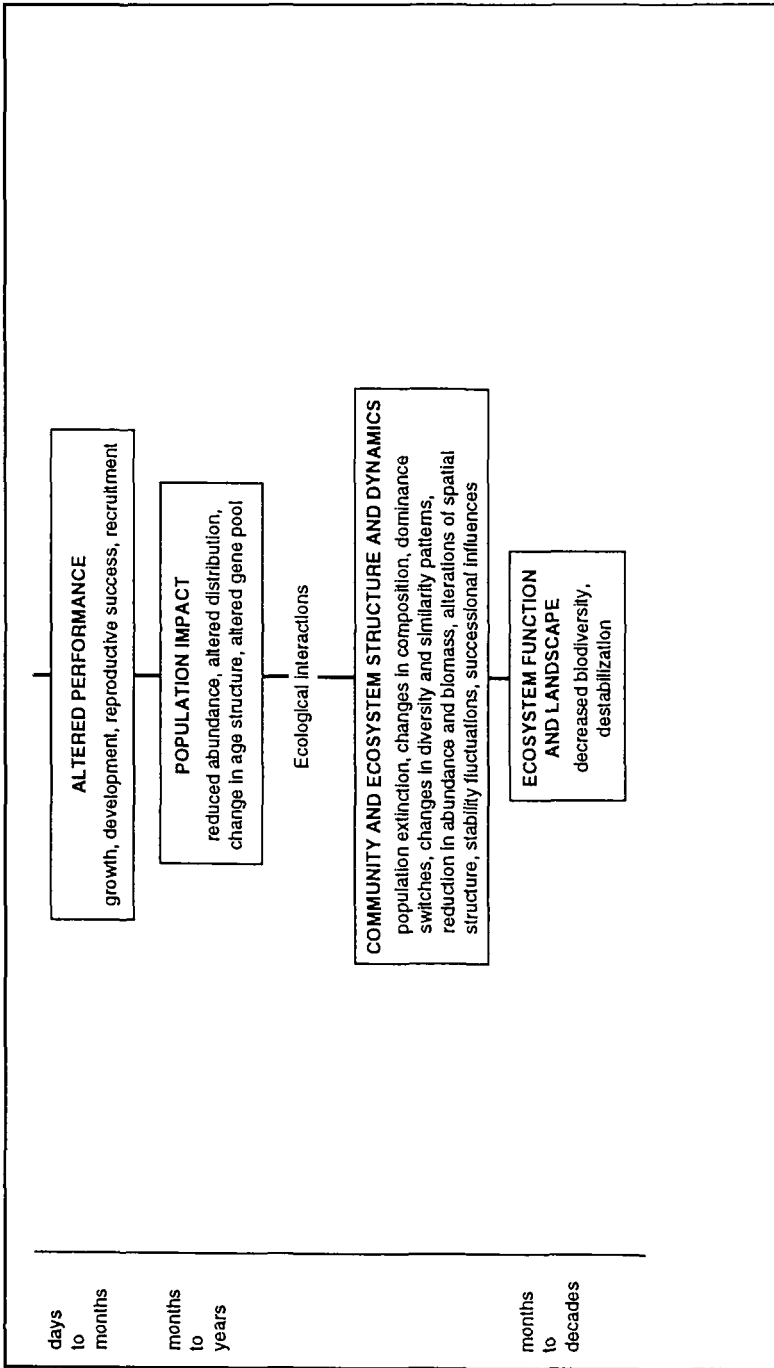 days
to
months
ALTERED PERFORMANCE
growth, development, reproductive success, recruitment
months
to
years
POPULATION IMPACT
reduced abundance, altered distribution,
change in age structure, altered gene pool
Ecological interactions
COMMUNITY AND ECOSYSTEM STRUCTURE AND DYNAMICS
population extinction, changes in composition, dominance
switches, changes in diversity and similarity patterns,
reduction in abundance and biomass, alterations of spatial
structure, stability fluctuations, successional influences
months
to
decades
ECOSYSTEM FUNCTION
AND LANDSCAPE
decreased biodiversity,
destabilization